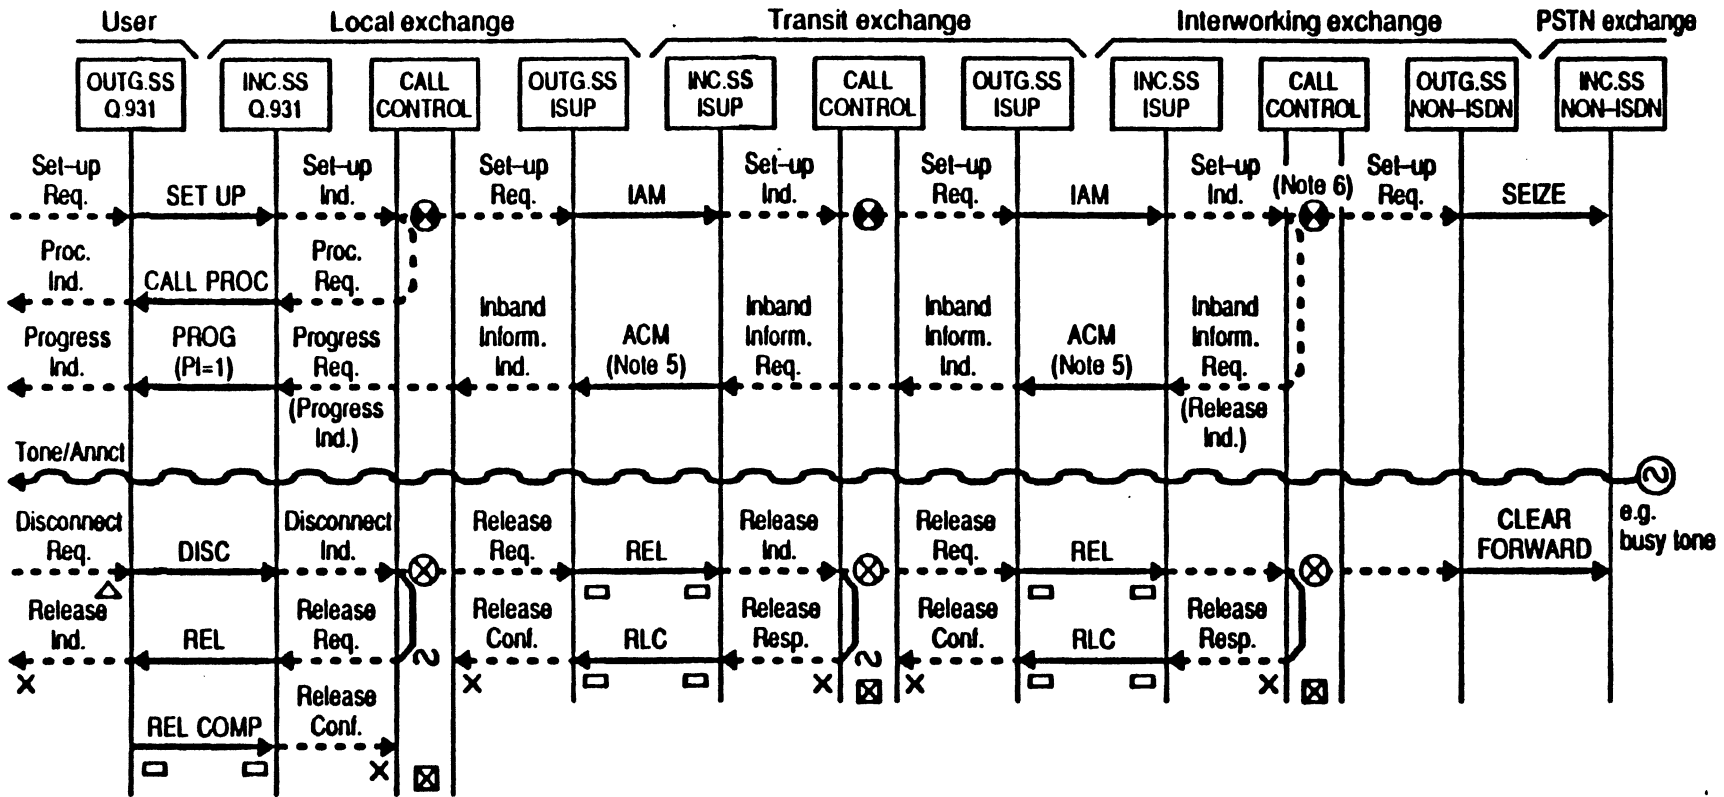 User Local exchange Transit exchange Interworking exchange PSTN exchange
OUTG.SS INC.SS CALL OUTG.SS INC.SS CALL OUTG.SS INC.SS CALL OUTG.SS INC.SS
Q.931 Q.931 CONTROL ISUP ISUP CONTROL ISUP ISUP CONTROL NON–ISDN NON–ISDN
Set–up Set–up Set–up Set–up Set–up Set–up Set–up
Req. SET UP Ind. Req. IAM Ind. Req. IAM Ind. (Note 6) Req. SEIZE
Proc. Proc.
Ind. CALL PROC Req. Inband Inband Inband Inband
Progress PROG Progress Inform. ACM Inform. Inform. ACM Inform.
Ind. (PI=1) Req. Ind. (Note 5) Req. Ind. (Note 5) Req.
(Progress (Release
Ind.) Ind.)
Tone/Annct
Disconnect Disconnect Release Release Release Release CLEAR e.g.
Req. DISC Ind. Req. REL Ind. Req. REL Ind. FORWARD busy tone
Release Release Release Release Release Release
Ind. REL Req. Conf. RLC Resp. Conf. RLC Resp.
Release
REL COMP Conf.